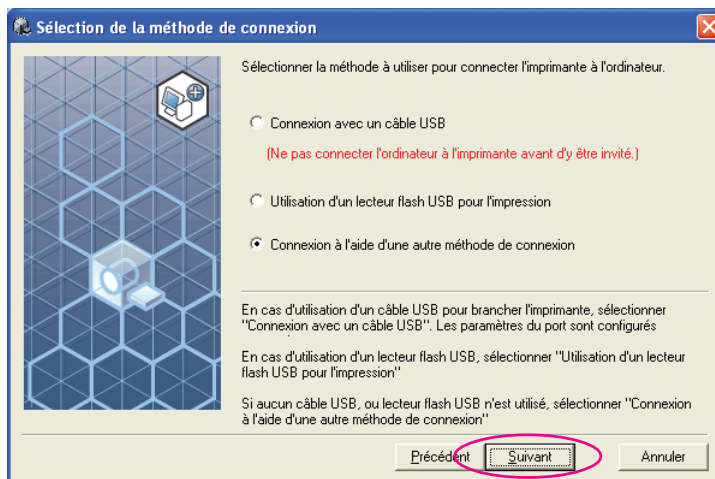 Sélection de la méthode de connexion
Sélectionner la méthode à utiliser pour connecter l'imprimante à l'ordinateur.
Connexion avec un câble USB
(Ne pas connecter l'ordinateur à l'imprimante avant d'y être invité.)
Utilisation d'un lecteur flash USB pour l'impression
Connexion à l'aide d'une autre méthode de connexion
En cas d'utilisation d'un câble USB pour brancher l'imprimante, sélectionner
"Connexion avec un câble USB". Les paramètres du port sont configurés
En cas d'utilisation d'un lecteur flash USB, sélectionner "Utilisation d'un lecteur
flash USB pour l'impression"
Si aucun câble USB, ou lecteur flash USB n'est utilisé, sélectionner "Connexion
à l'aide d'une autre méthode de connexion"
Précédent Suivant Annuler